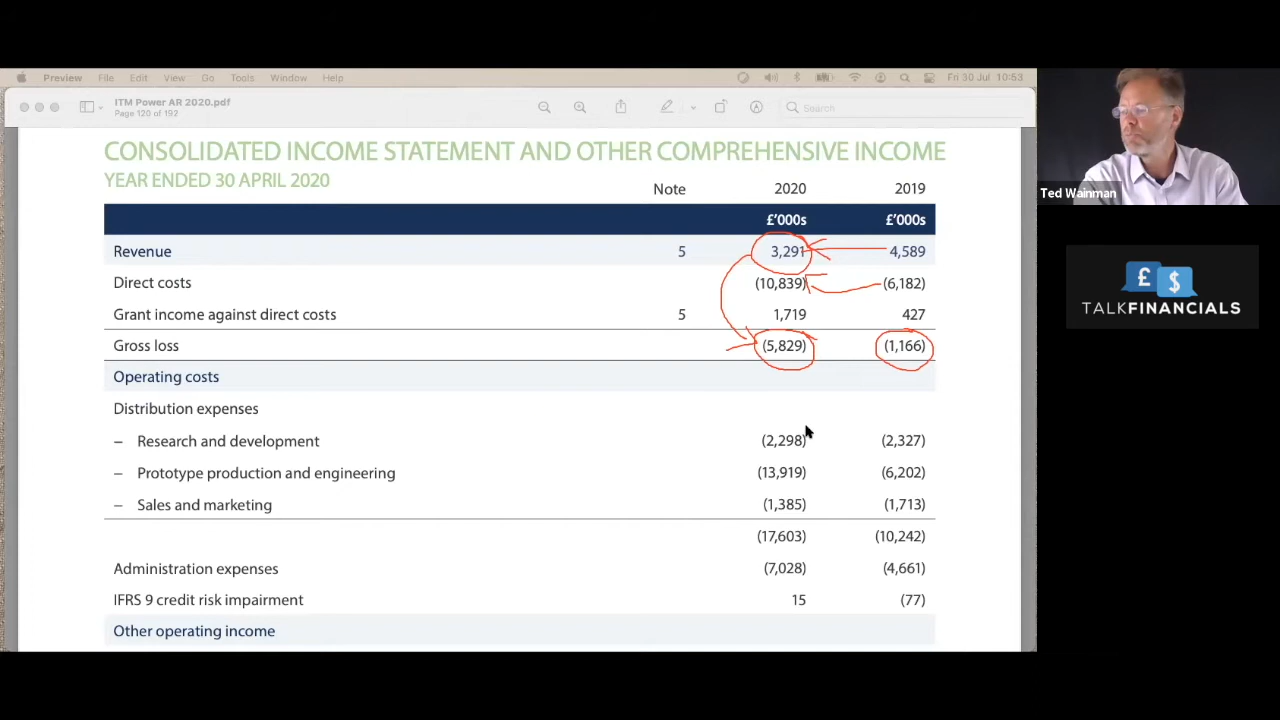 Preview File Edit View Go Tools Window Help Fri 30 Jul 10:53
ITM Power AR 2020.pdf
Page 120 of 192
Search
CONSOLIDATED INCOME STATEMENT AND OTHER COMPREHENSIVE INCOME
YEAR ENDED 30 APRIL 2020
Note 2020 2019
£'000s £'000s
Revenue 5 3,291 4,589
Direct costs (10,839) (6,182)
Grant income against direct costs 5 1,719 427
Gross loss (5,829) (1,166)
Operating costs
Distribution expenses
– Research and development (2,298) (2,327)
– Prototype production and engineering (13,919) (6,202)
– Sales and marketing (1,385) (1,713)
(17,603) (10,242)
Administration expenses (7,028) (4,661)
IFRS 9 credit risk impairment 15 (77)
Other operating income
Ted Wainman
£ $
TALKFINANCIALS